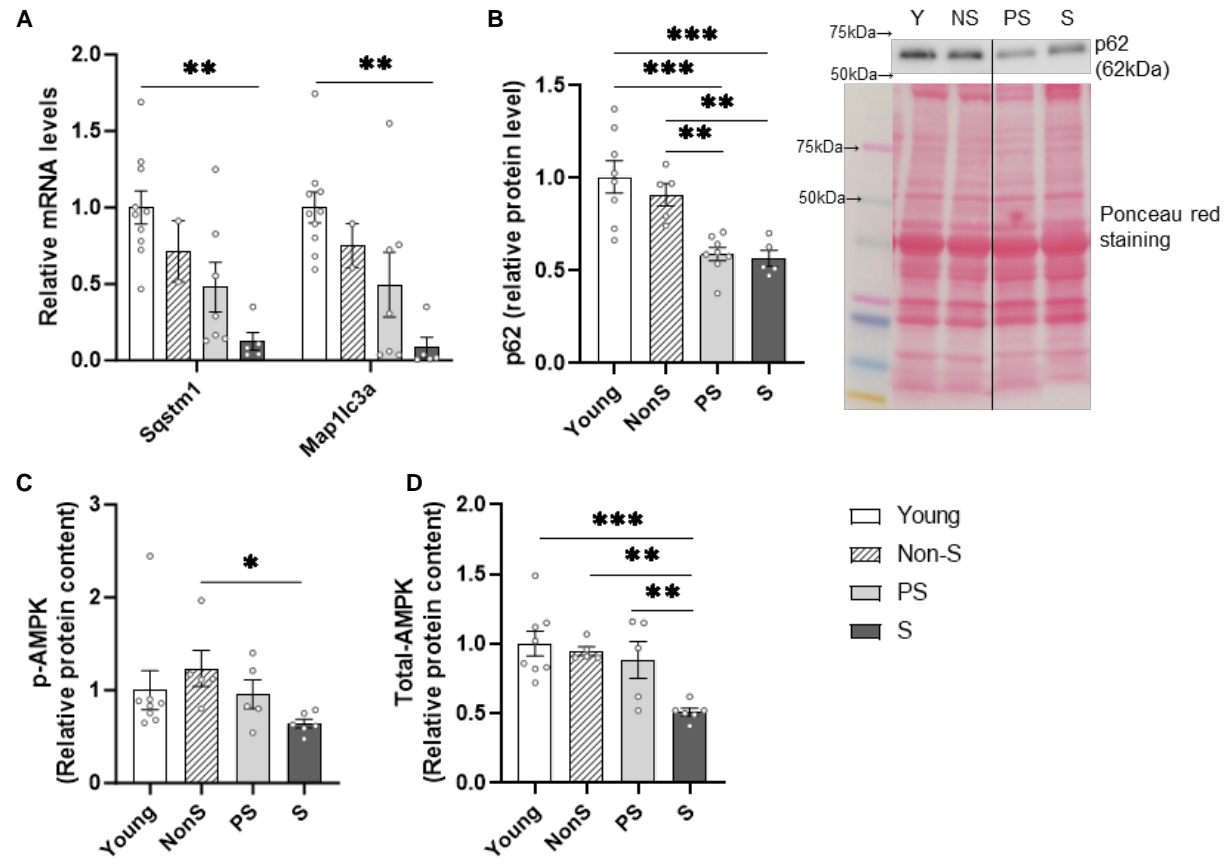 A
Relative mRNA levels
2.0
1.5
1.0
0.5
0.0
**
**
Sqstm1
Map1lc3a
B
p62 (relative protein level)
1.5
1.0
0.5
0.0
***
***
**
**
Young
NonS
PS
S
Y NS PS S
75kDa→
50kDa→
p62
(62kDa)
75kDa→
50kDa→
Ponceau red
staining
C
p-AMPK
(Relative protein content)
3
2
1
0
*
Young
NonS
PS
S
D
Total-AMPK
(Relative protein content)
2.0
1.5
1.0
0.5
0.0
***
**
**
Young
NonS
PS
S
Young
Non-S
PS
S